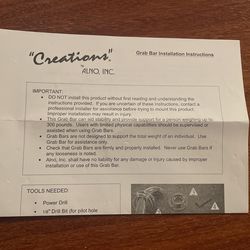 "Creations"
ALNO, INC.
Grab Bar Installation Instructions
IMPORTANT:
• DO NOT install this product without first reading and understanding the
instructions provided. If you are uncertain of these instructions, contact a
professional installer for assistance before trying to mount this product.
Improper installation may result in injury.
• This Grab Bar can aid stability and provide support for a person weighing up to
300 pounds. Users with limited physical capabilities should be supervised or
assisted when using Grab Bars.
• Grab Bars are not designed to support the total weight of an individual. Use
Grab Bar for assistance only.
• Check that Grab Bars are firmly and properly installed. Never use Grab Bars if
any looseness is noted.
• Alno, Inc. shall have no liability for any damage or injury caused by improper
installation or use of this Grab Bar.
TOOLS NEEDED:
• Power Drill
• 1/8" Drill Bit (for pilot hole